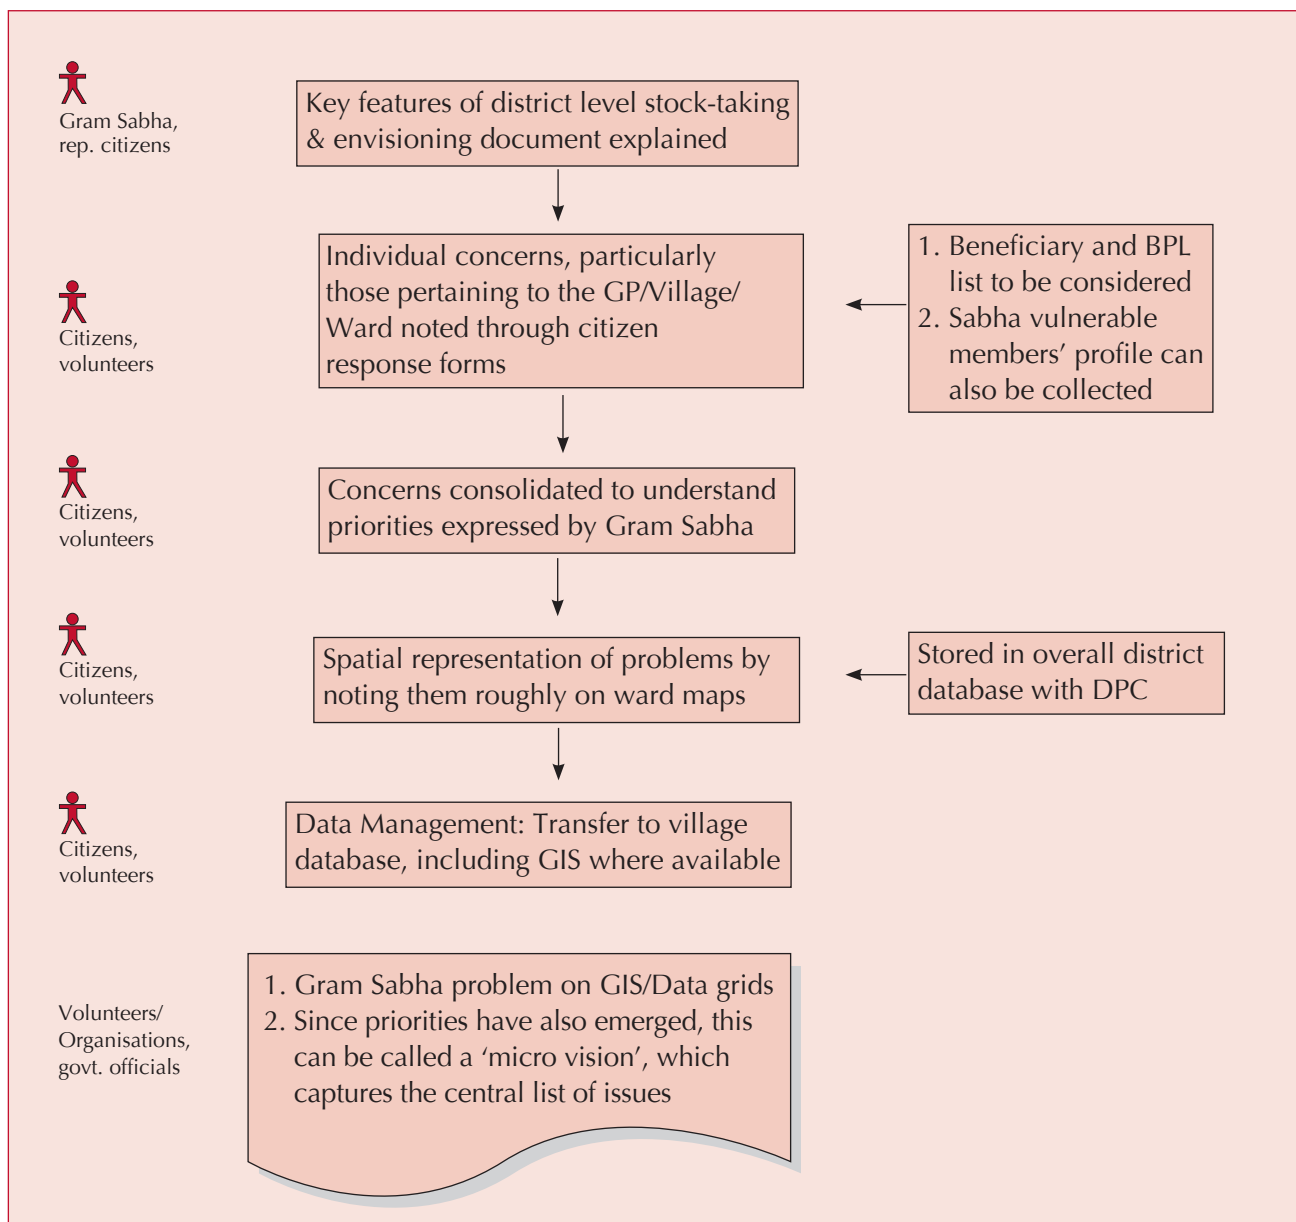 Gram Sabha,
rep. citizens
Key features of district level stock-taking
& envisioning document explained
Citizens,
volunteers
Individual concerns, particularly
those pertaining to the GP/Village/
Ward noted through citizen
response forms
1. Beneficiary and BPL
list to be considered
2. Sabha vulnerable
members’ profile can
also be collected
Citizens,
volunteers
Concerns consolidated to understand
priorities expressed by Gram Sabha
Citizens,
volunteers
Spatial representation of problems by
noting them roughly on ward maps
Stored in overall district
database with DPC
Citizens,
volunteers
Data Management: Transfer to village
database, including GIS where available
Volunteers/
Organisations,
govt. officials
1. Gram Sabha problem on GIS/Data grids
2. Since priorities have also emerged, this
can be called a ‘micro vision’, which
captures the central list of issues